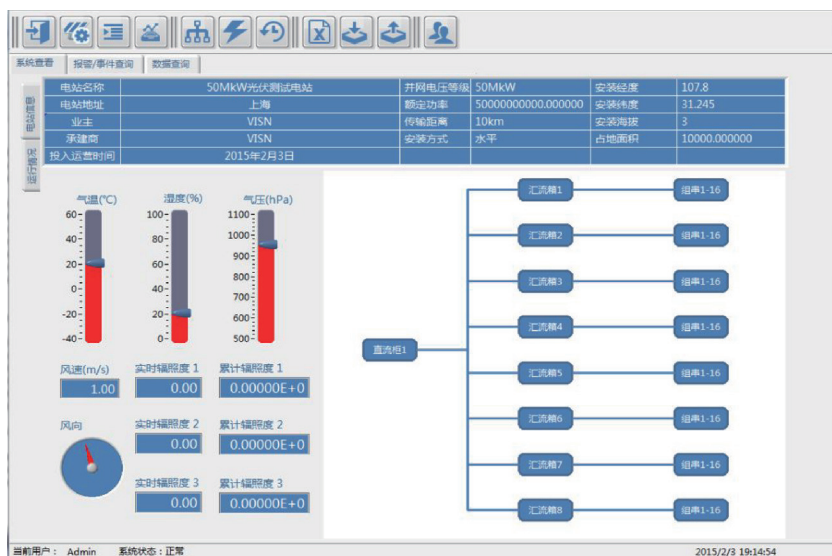 系统查看 报警/事件查询 数据查询
电站信息
运行情况
电站名称 50MkW光伏测试电站 并网电压等级 50MkW 安装经度 107.8
电站地址 上海 额定功率 50000000000.000000 安装纬度 31.245
业主 VISN 传输距离 10km 安装海拔 3
承建商 VISN 安装方式 水平 占地面积 10000.000000
投入运营时间 2015年2月3日
气温(℃) 湿度(%) 气压(hPa)
60 100 1100
40 80 1000
20 60 900
0 40 800
-20 20 700
-40 0 600
500
风速(m/s) 实时辐照度 1 累计辐照度 1
1.00 0.00 0.00000E+0
风向 实时辐照度 2 累计辐照度 2
0.00 0.00000E+0
实时辐照度 3 累计辐照度 3
0.00 0.00000E+0
直流柜1
汇流箱1 组串1-16
汇流箱2 组串1-16
汇流箱3 组串1-16
汇流箱4 组串1-16
汇流箱5 组串1-16
汇流箱6 组串1-16
汇流箱7 组串1-16
汇流箱8 组串1-16
当前用户： Admin 系统状态：正常 2015/2/3 19:14:54